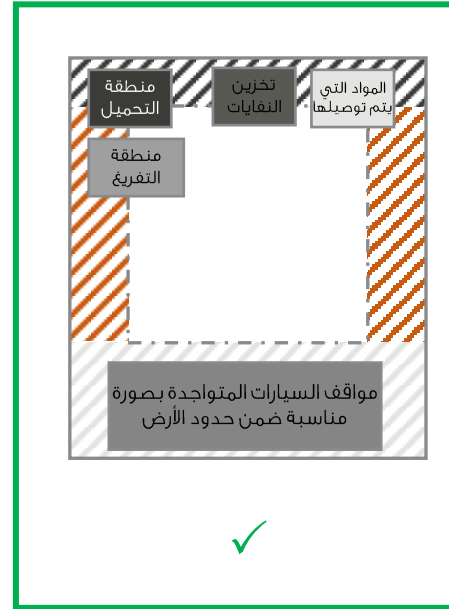 المواد التي
يتم توصيلها
تخزين
النفايات
منطقة
التحميل
منطقة
التفريغ
مواقف السيارات المتواجدة بصورة
مناسبة ضمن حدود الأرض